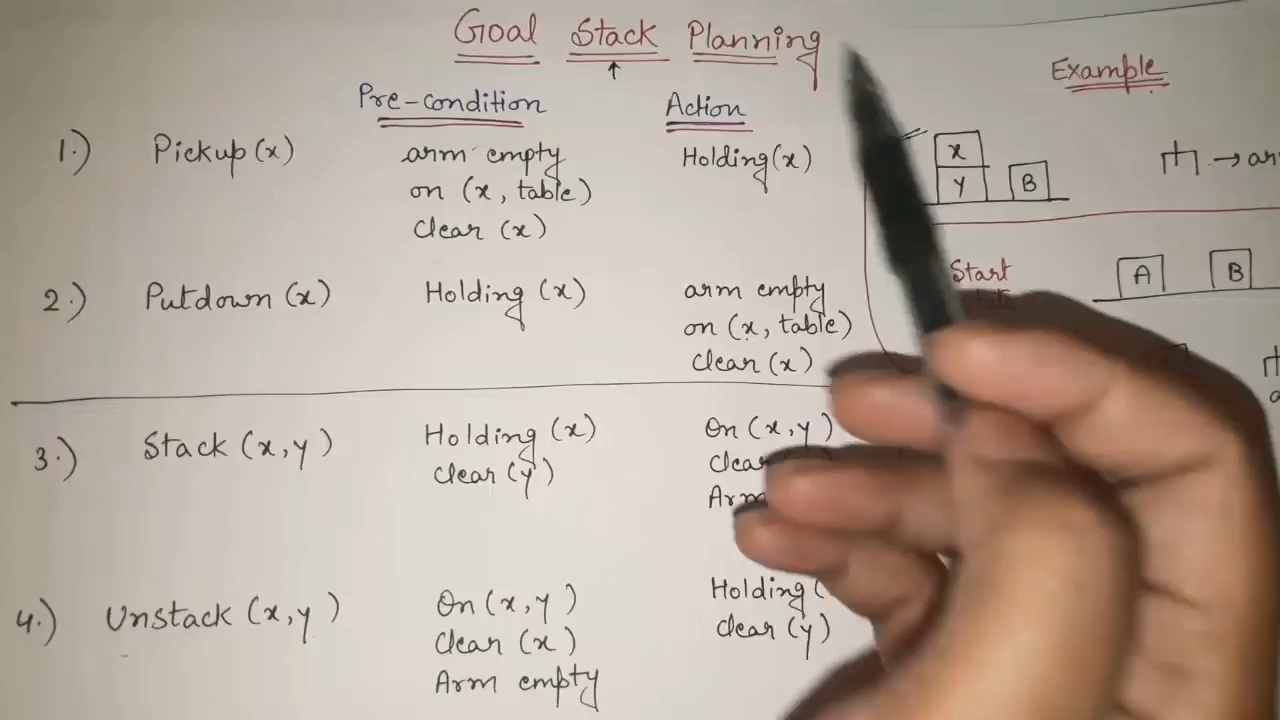 Goal Stack Planning
Pre-condition Action
1.) Pickup (x) arm empty Holding (x)
on (x, table)
Clear (x)
2.) Putdown (x) Holding (x) arm empty
on (x, table)
Clear (x)
3.) Stack (x, y) Holding (x) On (x, y)
Clear (y)
4.) Unstack (x, y) On (x, y) Holding (
Clear (x) Clear (y)
Arm empty
Example
x
y B
Start A B